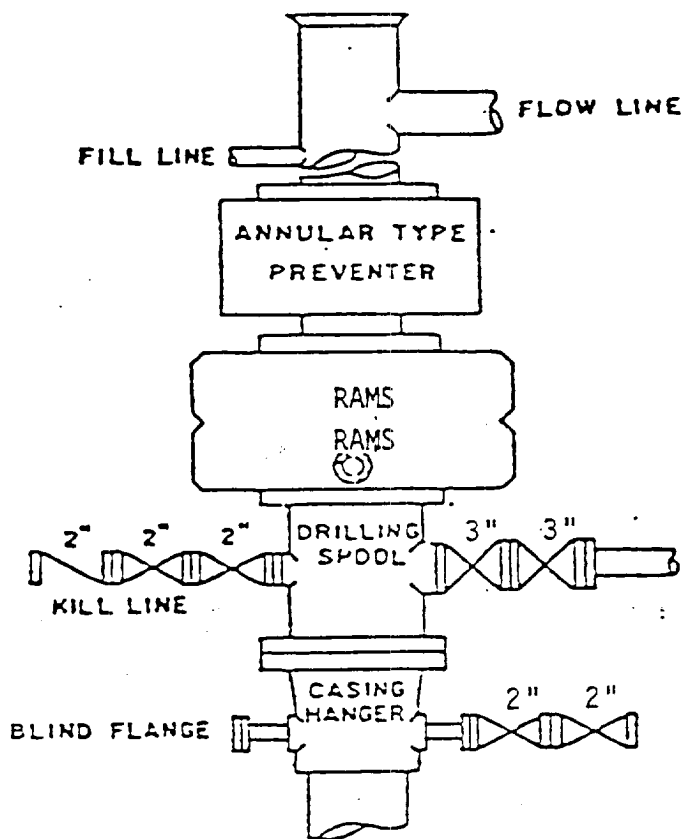 FLOW LINE
FILL LINE
ANNULAR TYPE
PREVENTER
RAMS
RAMS
2" 2" 2"
DRILLING
SPOOL
3" 3"
KILL LINE
CASING
HANGER
2" 2"
BLIND FLANGE